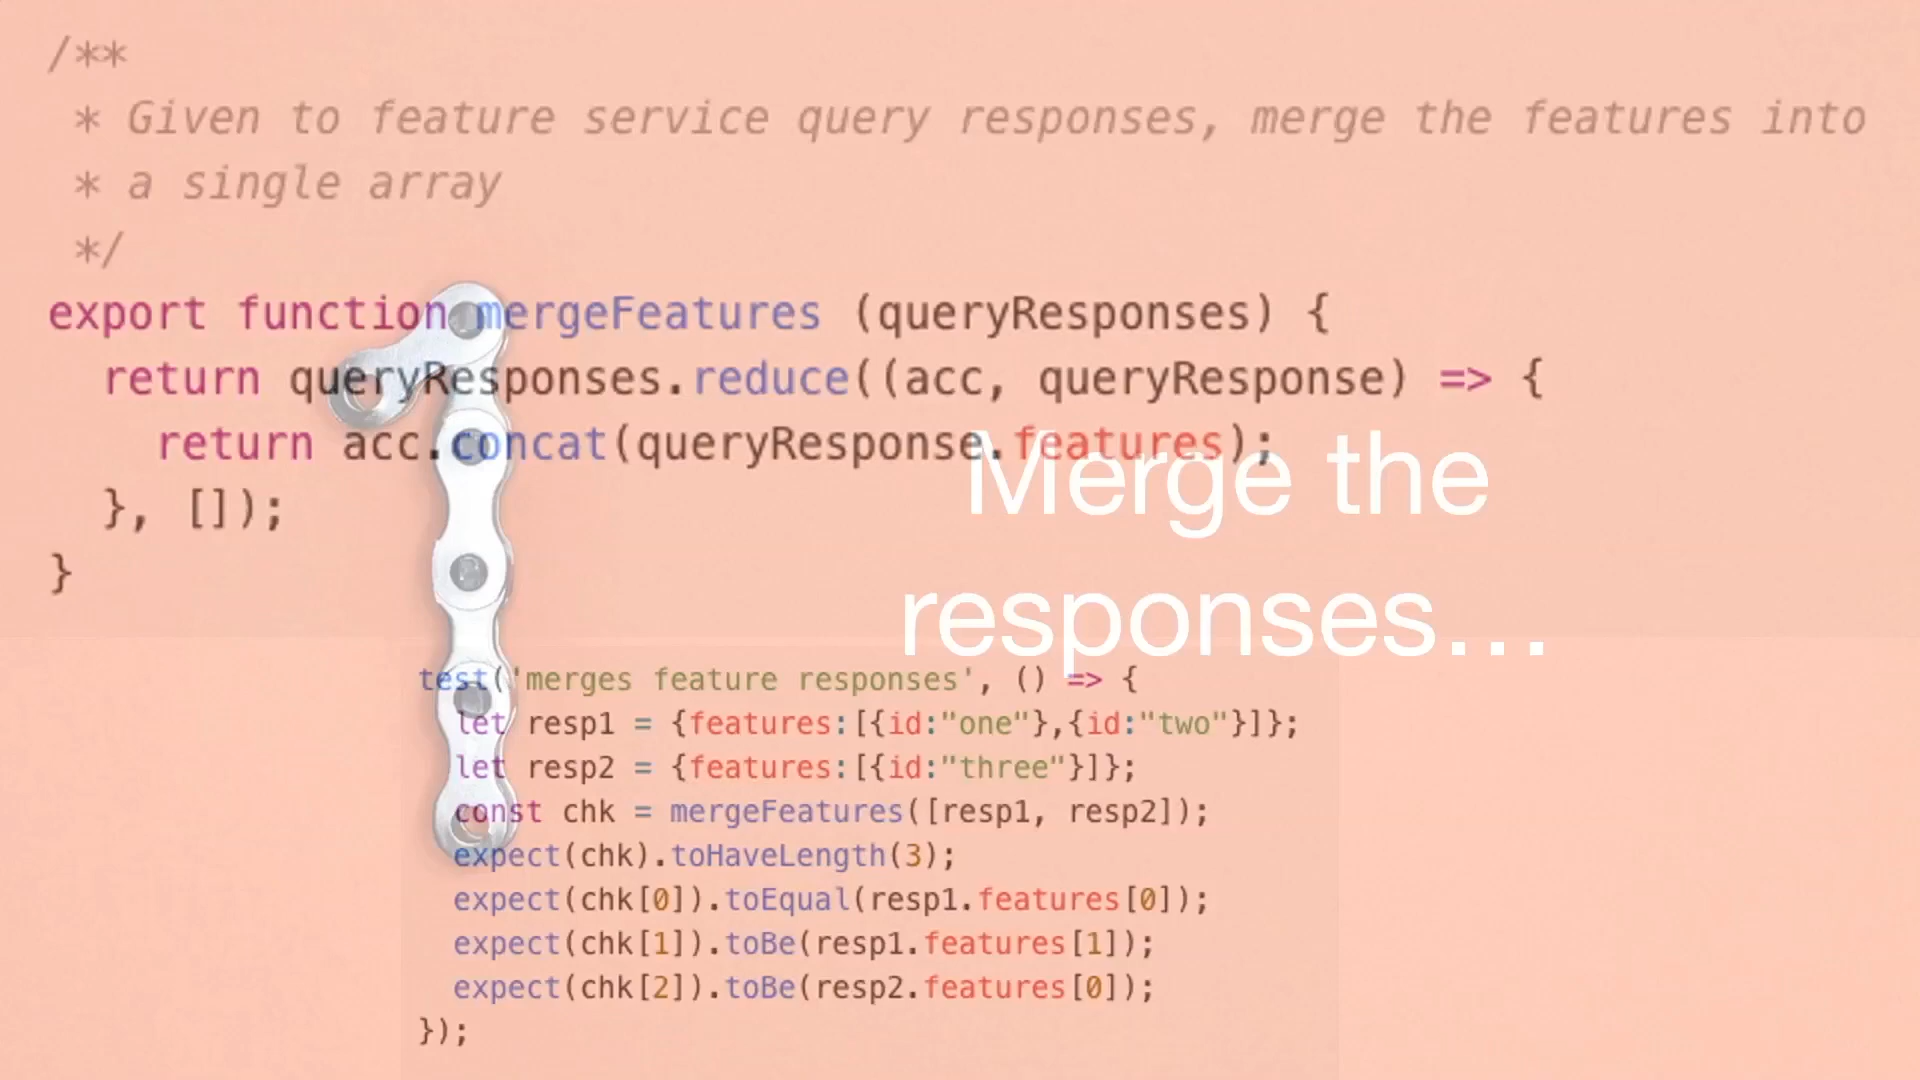 /**
 * Given to feature service query responses, merge the features into
 * a single array
 */
export function mergeFeatures (queryResponses) {
  return queryResponses.reduce((acc, queryResponse) => {
    return acc.concat(queryResponse.features);
  }, []);
}
Merge the
responses...
test('merges feature responses', () => {
  let resp1 = {features:[{id:"one"},{id:"two"}]};
  let resp2 = {features:[{id:"three"}]};
  const chk = mergeFeatures([resp1, resp2]);
  expect(chk).toHaveLength(3);
  expect(chk[0]).toEqual(resp1.features[0]);
  expect(chk[1]).toBe(resp1.features[1]);
  expect(chk[2]).toBe(resp2.features[0]);
});